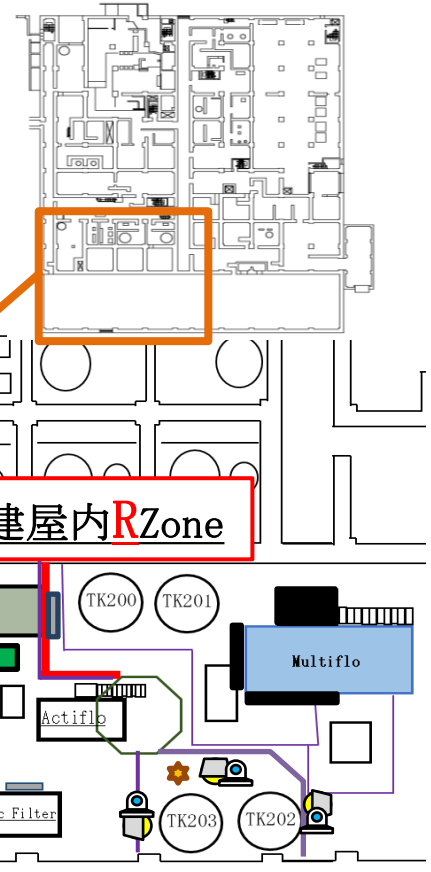 建屋内RZone
TK200
TK201
Multiflo
Actiflo
c Filter
TK203
TK202